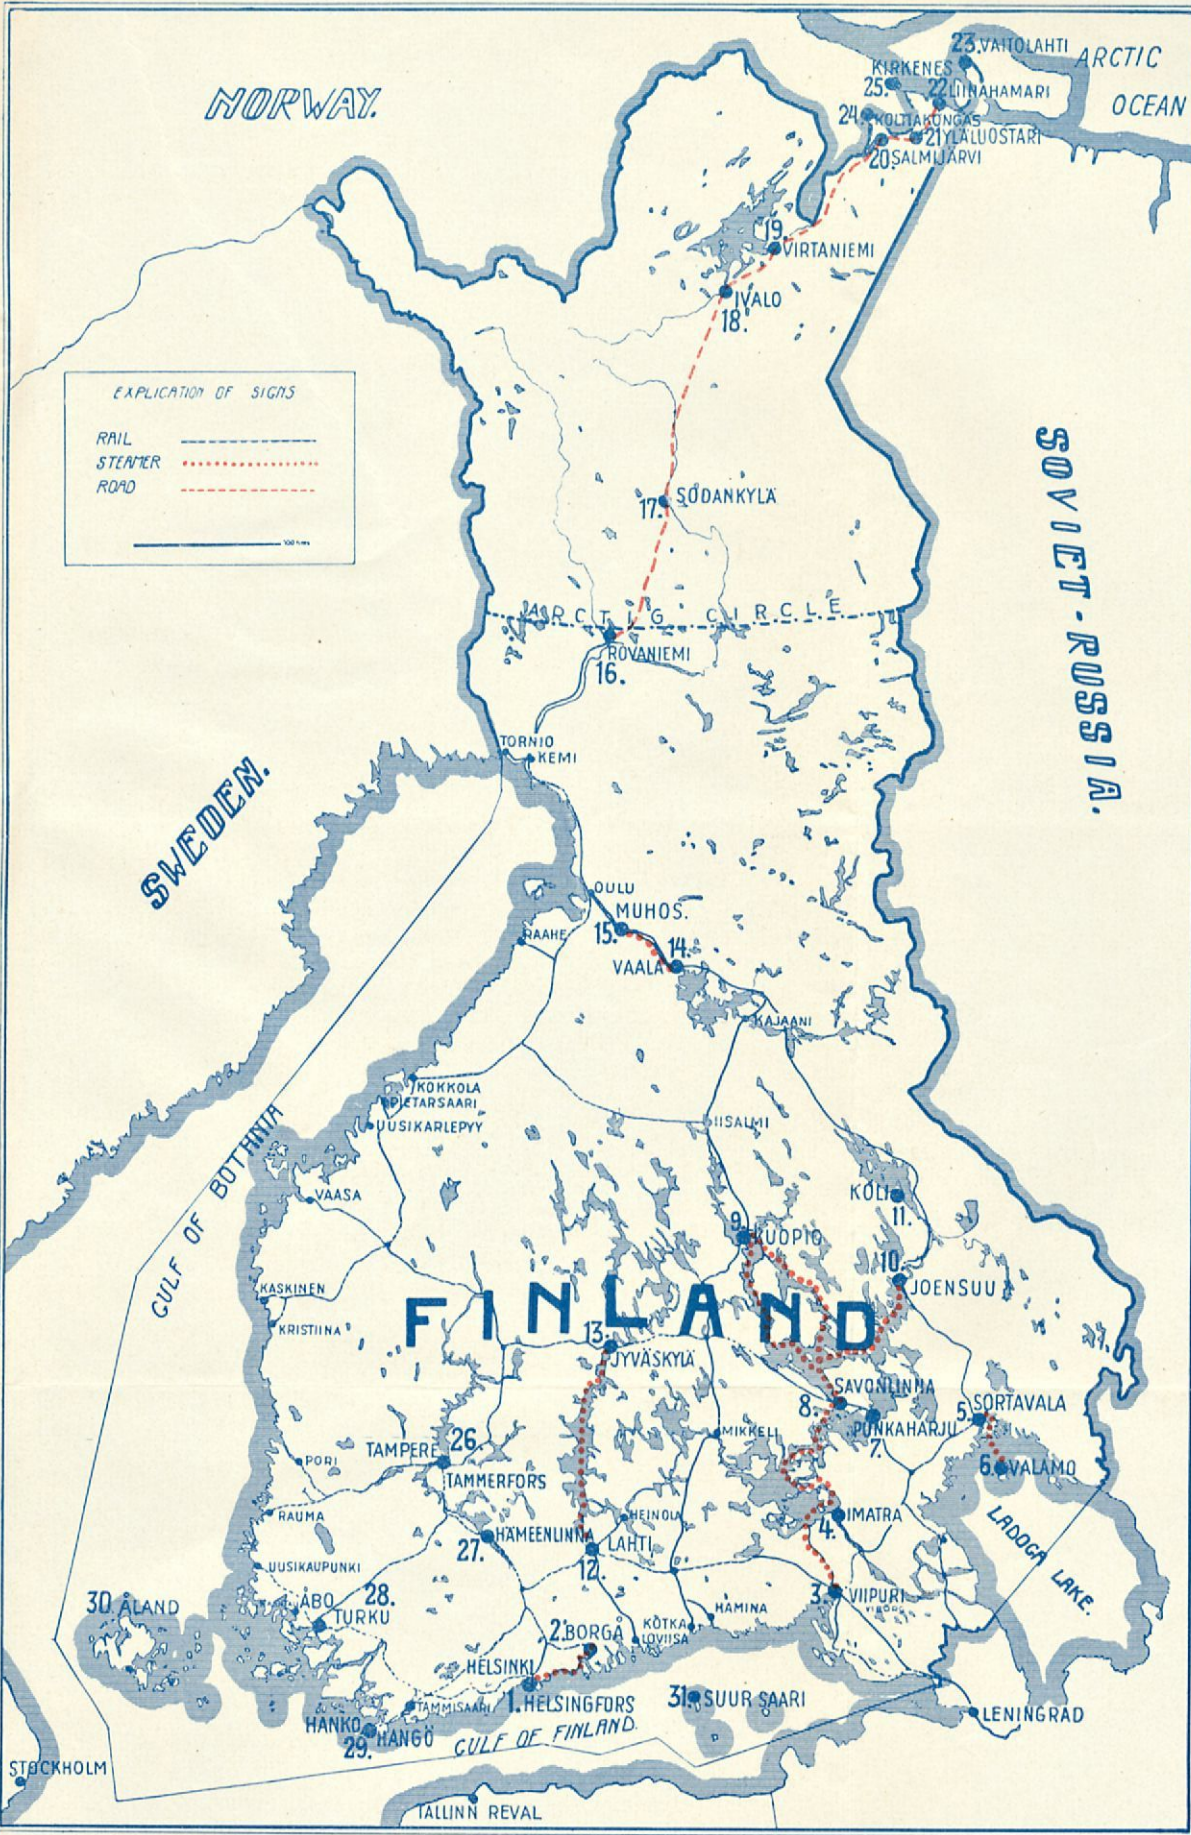 NORWAY.
23. VAITOLAHTI
ARCTIC
OCEAN
KIRKENES
25.
22. LIINAHAMARI
24. KOLTTAKÖNGÄS
21 YLÄLUOSTARI
20. SALMIJÄRVI
19.
VIRTANIEMI
IVALO
18.
EXPLICATION OF SIGNS
RAIL
STEAMER
ROAD
SOVIET-RUSSIA.
SODANKYLÄ
17.
ARCTIC CIRCLE
ROVANIEMI
16.
TORNIO
KEMI
SWEDEN.
OULU
MUHOS.
15.
14.
VAALA
RAAHE
KAJAANI
KOKKOLA
PIETARSAARI
UUSIKARLEPYY
IISALMI
GULF OF BOTHNIA
VAASA
KOLI
11.
9.
KUOPIO
10.
JOENSUU
KASKINEN
KRISTIINA
FINLAND
13.
JYVÄSKYLÄ
SAVONLINNA
8.
PUNKAHARJU
7.
5.
SORTAVALA
6. VALAMO
MIKKELI
TAMPERE
26.
TAMMERFORS
PORI
RAUMA
HEINOLA
IMATRA
4.
LADOGA LAKE.
HÄMEENLINNA
27.
LAHTI
12.
UUSIKAUPUNKI
3.
VIIPURI
VIBORG
30. ÅLAND
ÅBO
28.
TURKU
HAMINA
KOTKA
LOVIISA
2. BORGÅ
HELSINKI
1. HELSINGFORS
31. SUUR SAARI
TAMMISAARI
HANKO
HANGÖ
29.
GULF OF FINLAND.
LENINGRAD
STOCKHOLM
TALLINN REVAL